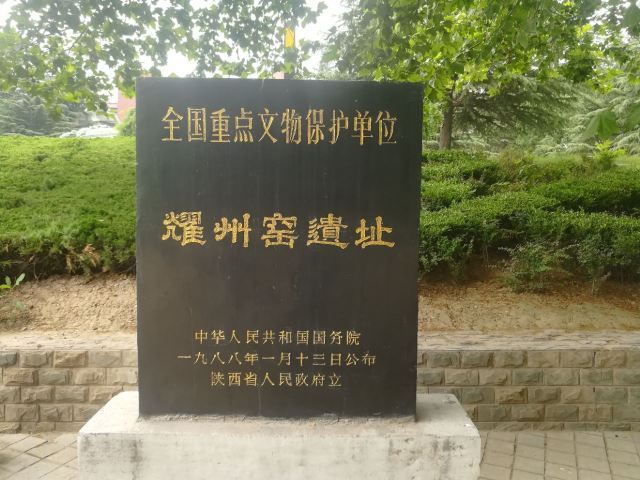 全国重点文物保护单位
耀州窑遺址
中华人民共和国国务院
一九八八年一月十三日公布
陕西省人民政府立